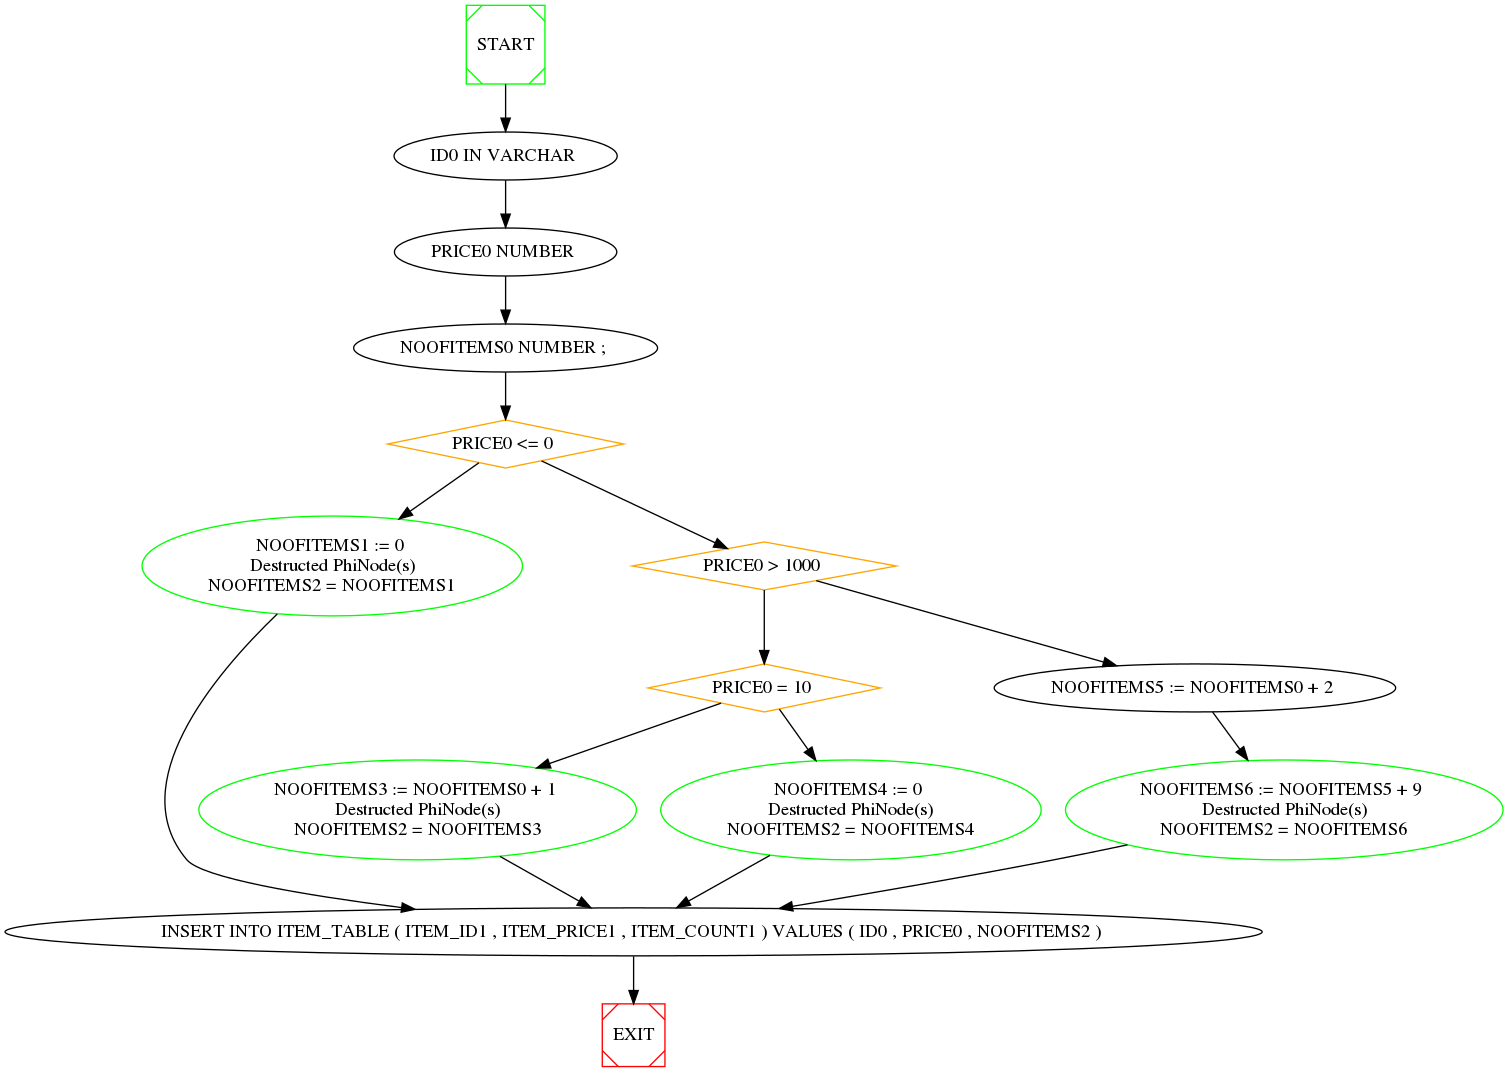 START
ID0 IN VARCHAR
PRICE0 NUMBER
NOOFITEMS0 NUMBER ;
PRICE0 <= 0
NOOFITEMS1 := 0
Destructed PhiNode(s)
NOOFITEMS2 = NOOFITEMS1
PRICE0 > 1000
PRICE0 = 10
NOOFITEMS5 := NOOFITEMS0 + 2
NOOFITEMS3 := NOOFITEMS0 + 1
Destructed PhiNode(s)
NOOFITEMS2 = NOOFITEMS3
NOOFITEMS4 := 0
Destructed PhiNode(s)
NOOFITEMS2 = NOOFITEMS4
NOOFITEMS6 := NOOFITEMS5 + 9
Destructed PhiNode(s)
NOOFITEMS2 = NOOFITEMS6
INSERT INTO ITEM_TABLE ( ITEM_ID1 , ITEM_PRICE1 , ITEM_COUNT1 ) VALUES ( ID0 , PRICE0 , NOOFITEMS2 )
EXIT